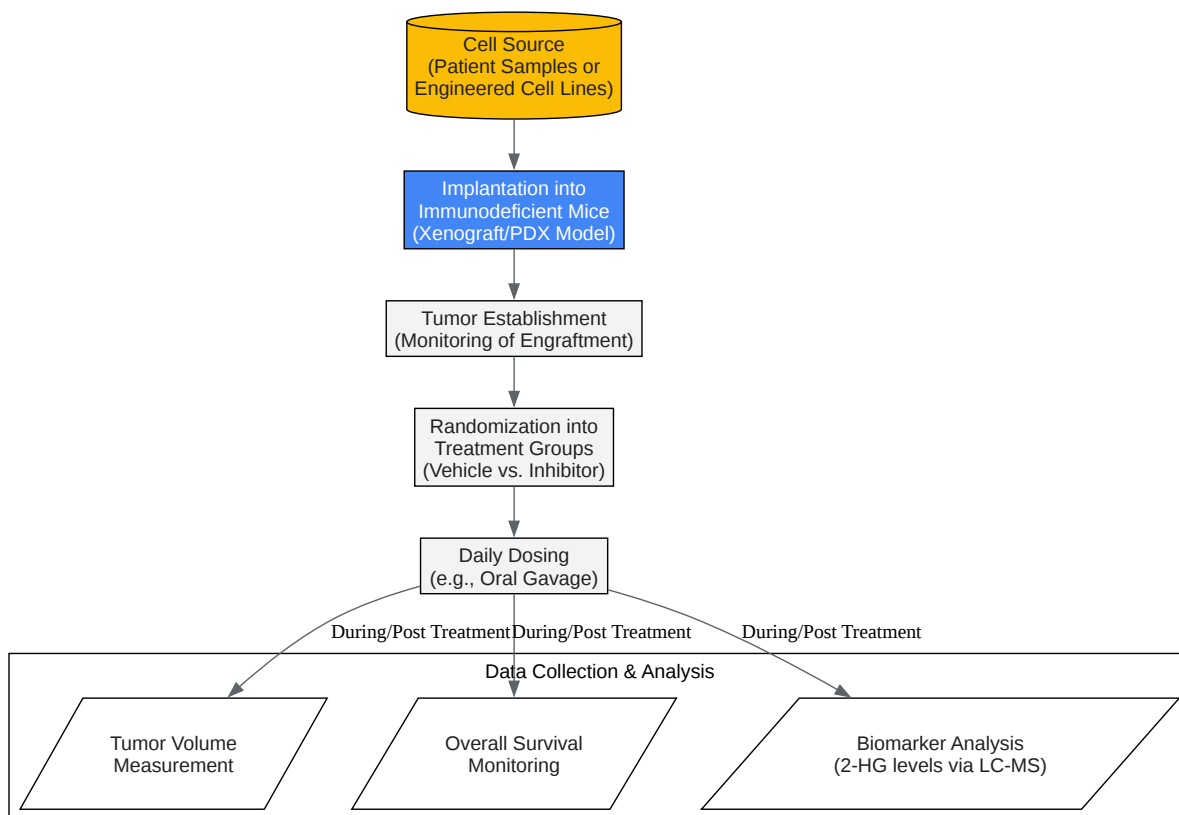 Cell Source
(Patient Samples or
Engineered Cell Lines)
Implantation into
Immunodeficient Mice
(Xenograft/PDX Model)
Tumor Establishment
(Monitoring of Engraftment)
Randomization into
Treatment Groups
(Vehicle vs. Inhibitor)
Daily Dosing
(e.g., Oral Gavage)
During/Post Treatment
During/Post Treatment
During/Post Treatment
Data Collection & Analysis
Tumor Volume
Measurement
Overall Survival
Monitoring
Biomarker Analysis
(2-HG levels via LC-MS)